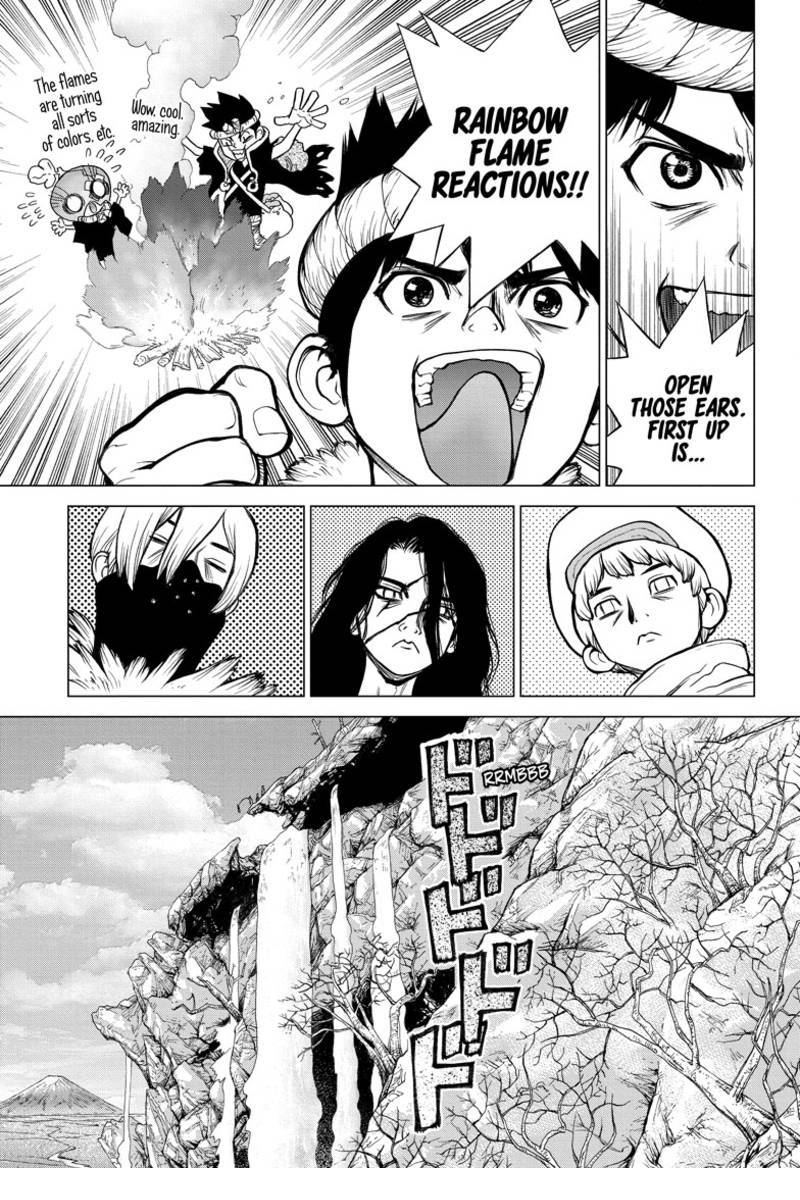 OPEN
THOSE EARS.
FIRST UP
IS...
RAINBOW
FLAME
REACTIONS!!
Wow. cool.
amazing.
The flames
are turning
all sorts
of colors. etc.
ドドドドド
RRMBBB